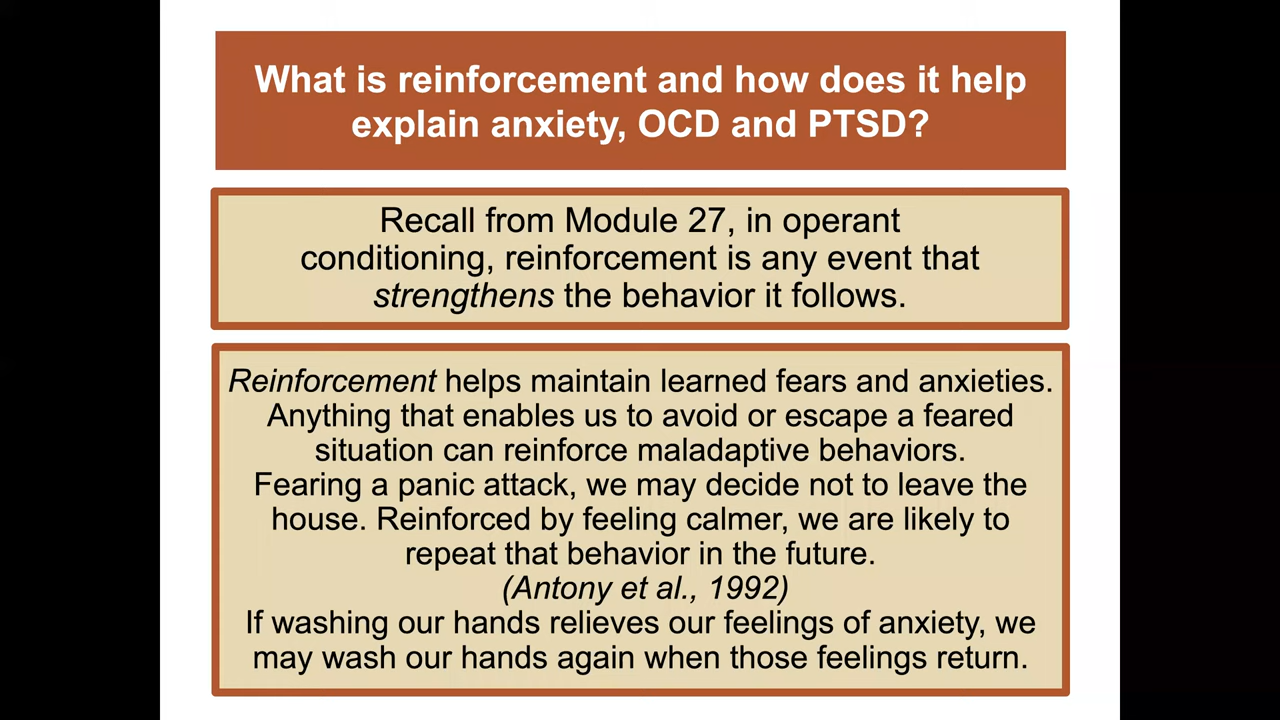 What is reinforcement and how does it help
explain anxiety, OCD and PTSD?
Recall from Module 27, in operant
conditioning, reinforcement is any event that
strengthens the behavior it follows.
Reinforcement helps maintain learned fears and anxieties.
Anything that enables us to avoid or escape a feared
situation can reinforce maladaptive behaviors.
Fearing a panic attack, we may decide not to leave the
house. Reinforced by feeling calmer, we are likely to
repeat that behavior in the future.
(Antony et al., 1992)
If washing our hands relieves our feelings of anxiety, we
may wash our hands again when those feelings return.